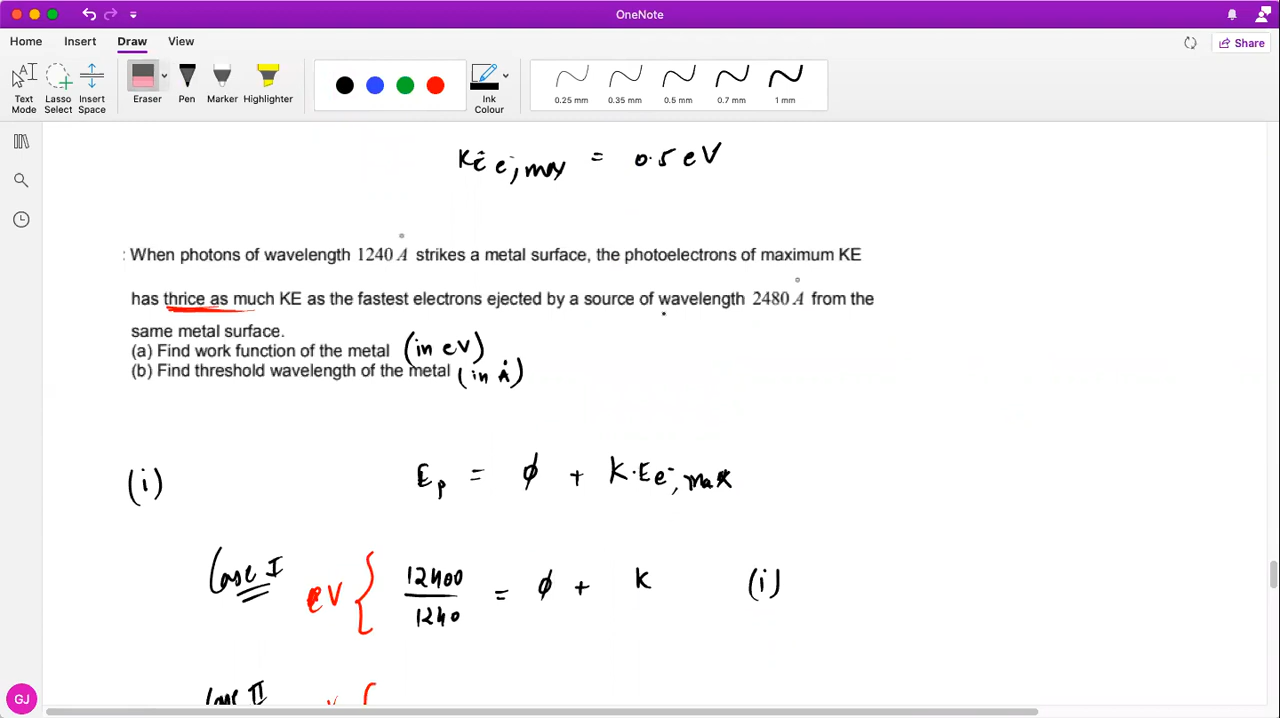 OneNote
Home Insert Draw View
Share
Text Mode
Lasso Select
Insert Space
Eraser
Pen
Marker
Highlighter
Ink Colour
0.25 mm
0.35 mm
0.5 mm
0.7 mm
1 mm
KE e⁻, max = 0.5 eV
: When photons of wavelength 1240 Å strikes a metal surface, the photoelectrons of maximum KE
has thrice as much KE as the fastest electrons ejected by a source of wavelength 2480 Å from the
same metal surface.
(a) Find work function of the metal (in eV)
(b) Find threshold wavelength of the metal (in Å)
(i) Ep = ϕ + K.E e⁻, max
Case I eV { 12400/1240 = ϕ + K (i)
Case II
GJ